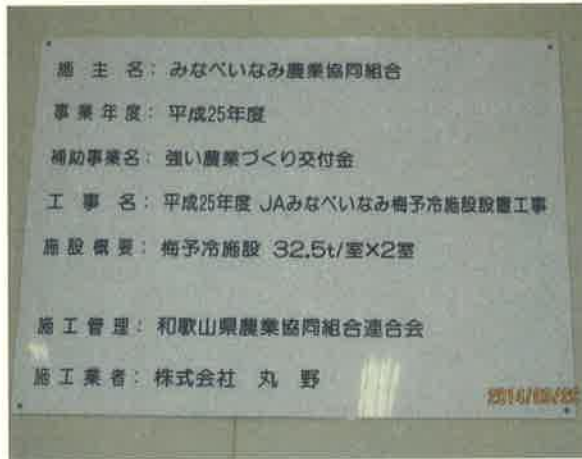 施主名：みなべいなみ農業協同組合
事業年度：平成25年度
補助事業名：強い農業づくり交付金
工事名：平成25年度 JAみなべいなみ梅予冷施設設置工事
施設概要：梅予冷施設 32.5t/室×2室
施工管理：和歌山県農業協同組合連合会
施工業者：株式会社 丸 野